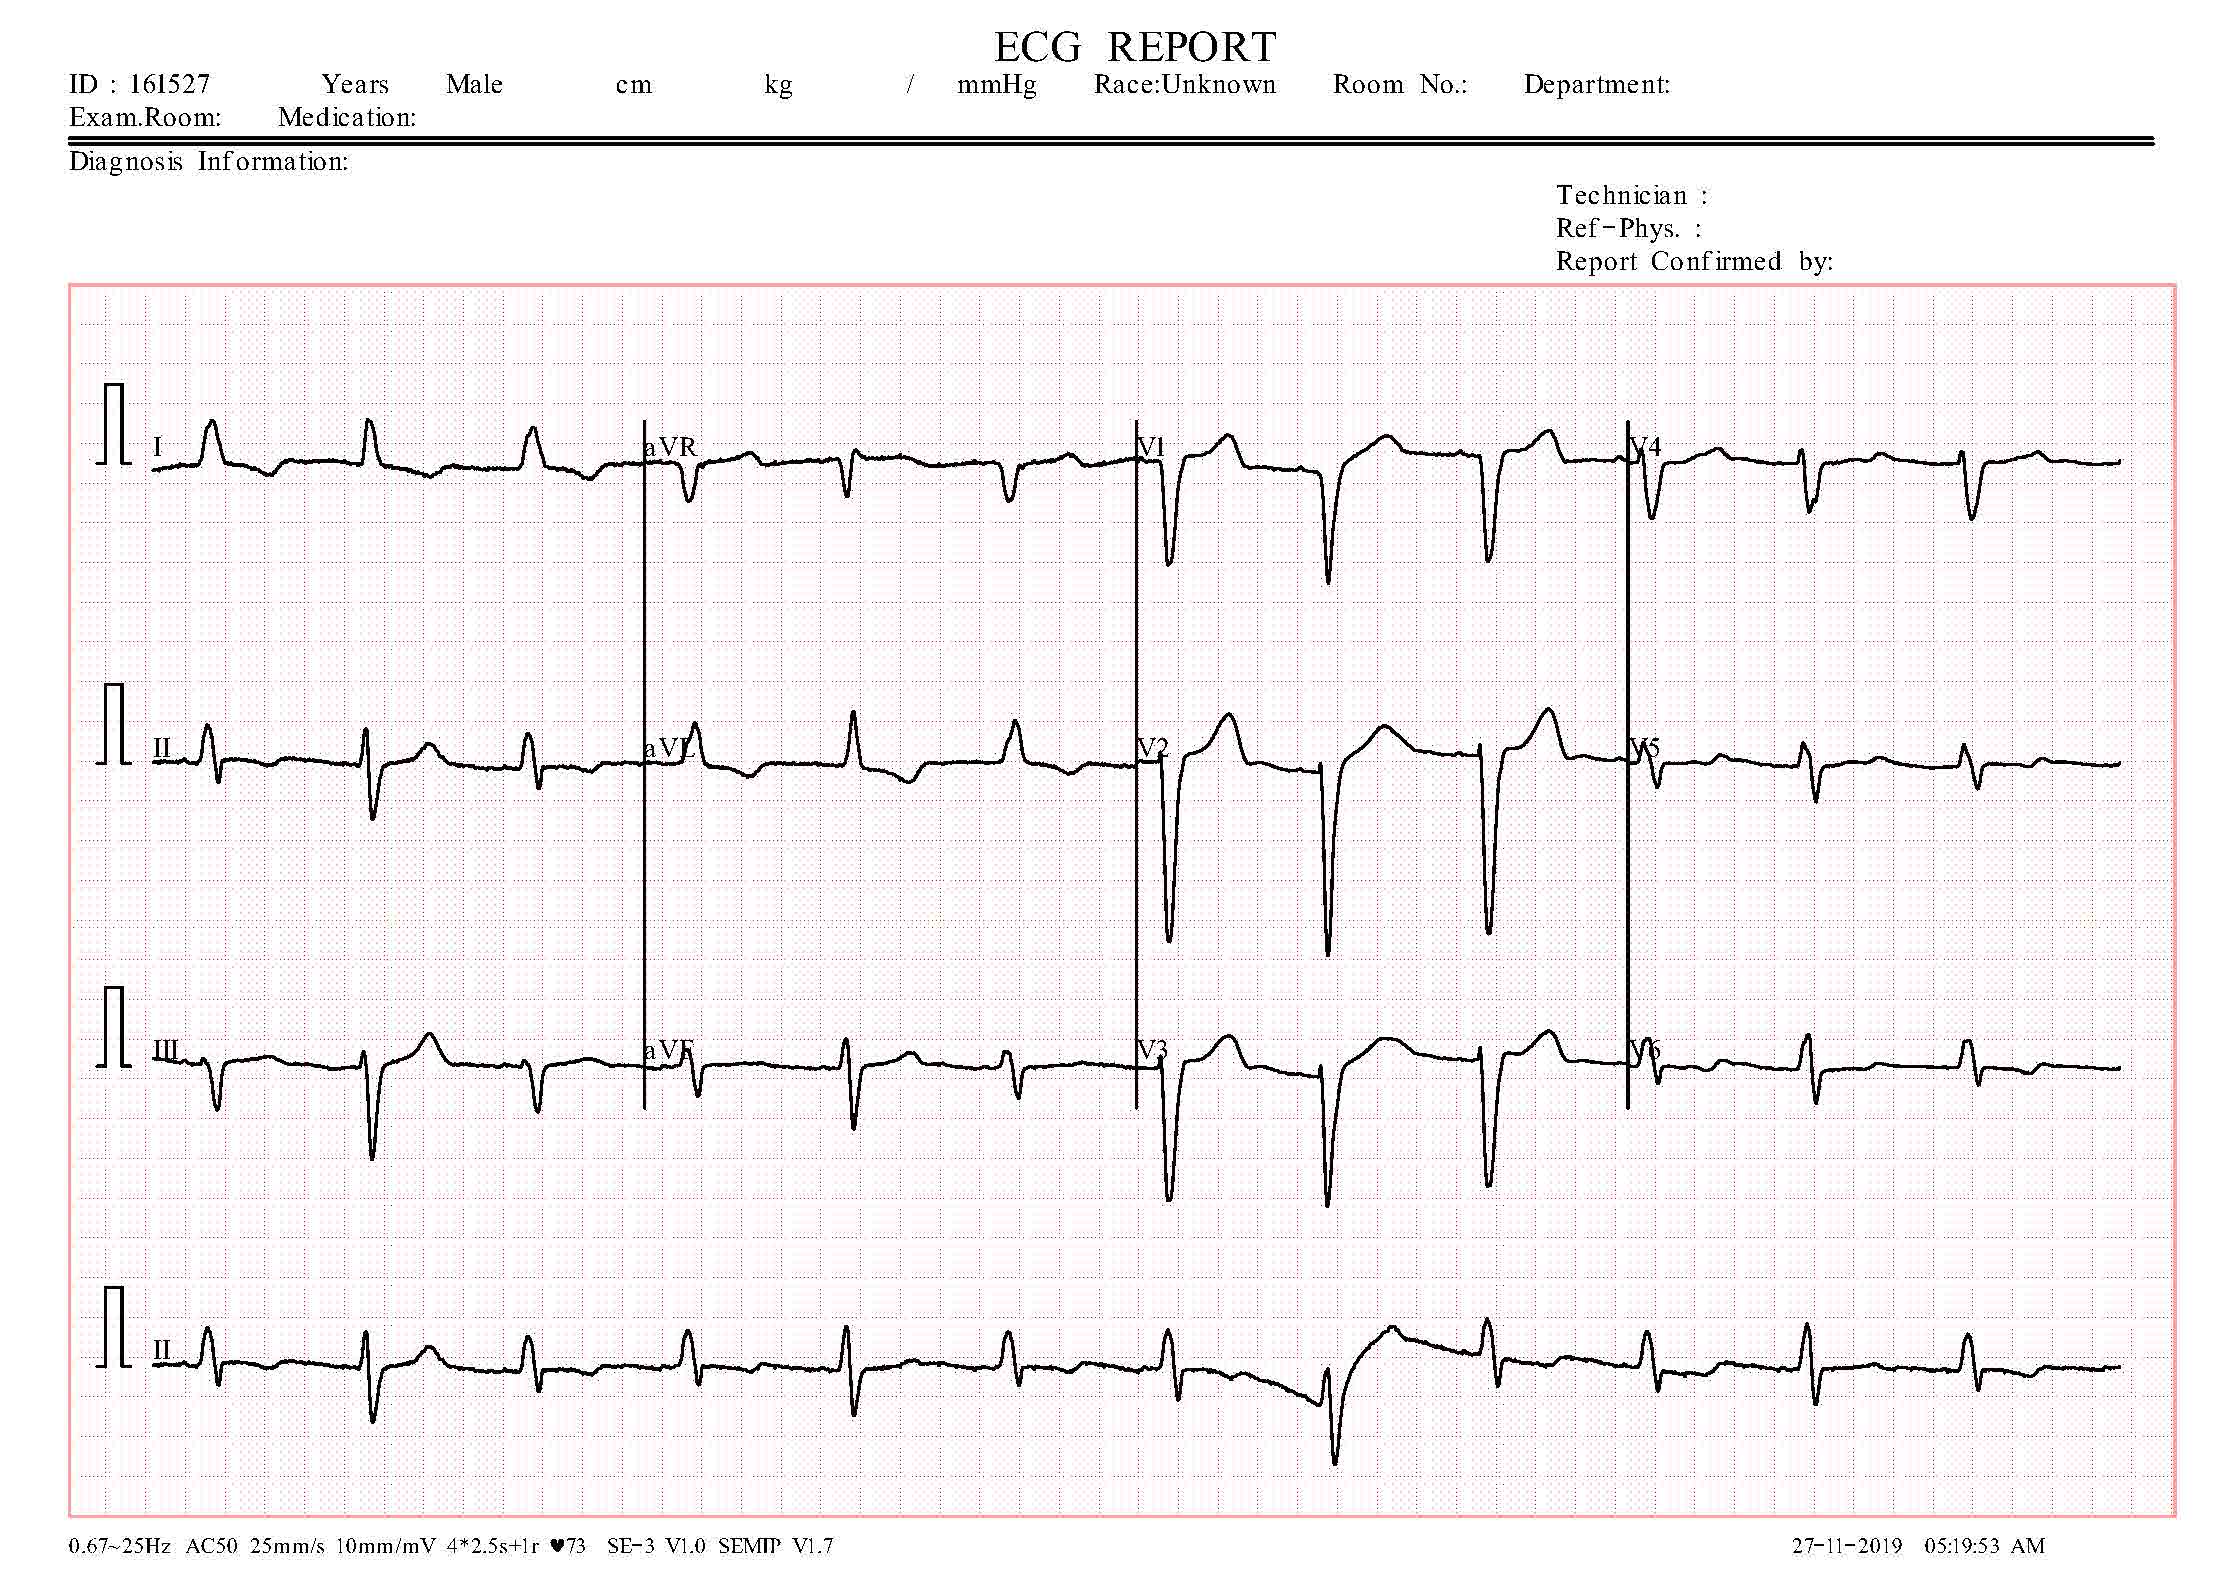 ECG REPORT
ID : 161527 Years Male cm kg / mmHg Race:Unknown Room No.: Department:
Exam.Room: Medication:
Diagnosis Information:
Technician :
Ref-Phys. :
Report Confirmed by:
I aVR V1 V4
II aVL V2 V5
III aVF V3 V6
II
0.67~25Hz AC50 25mm/s 10mm/mV 4*2.5s+1r ♥73 SE-3 V1.0 SEMIP V1.7 27-11-2019 05:19:53 AM